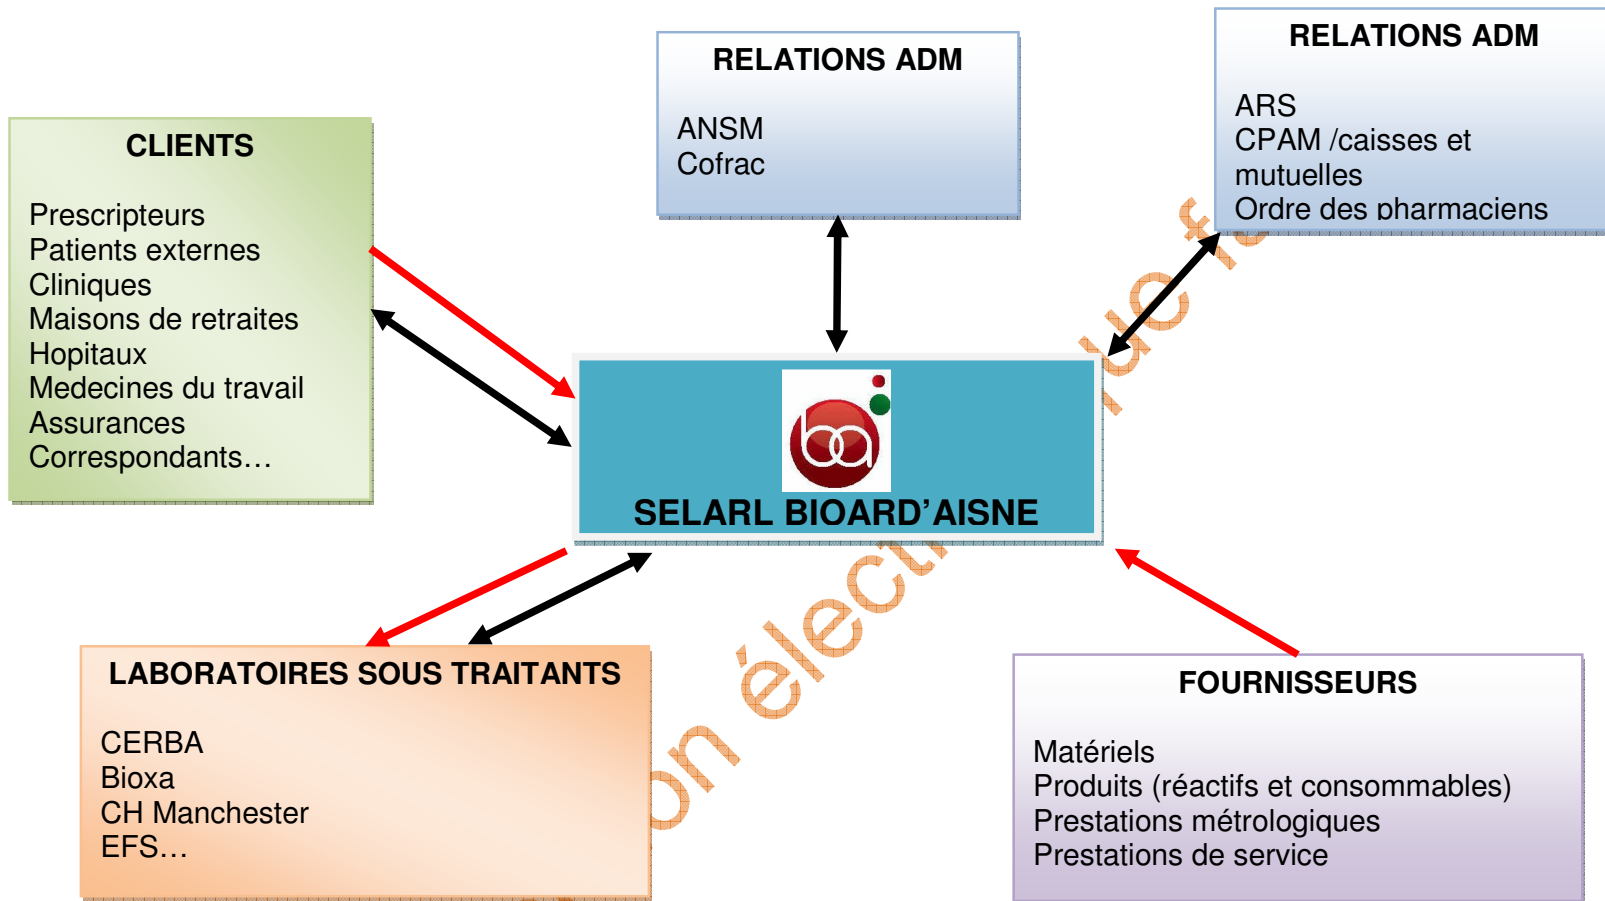 RELATIONS ADM
ANSM
Cofrac
RELATIONS ADM
ARS
CPAM /caisses et
mutuelles
Ordre des pharmaciens
CLIENTS
Prescripteurs
Patients externes
Cliniques
Maisons de retraites
Hopitaux
Medecines du travail
Assurances
Correspondants…
ba
SELARL BIOARD’AISNE
LABORATOIRES SOUS TRAITANTS
CERBA
Bioxa
CH Manchester
EFS…
FOURNISSEURS
Matériels
Produits (réactifs et consommables)
Prestations métrologiques
Prestations de service